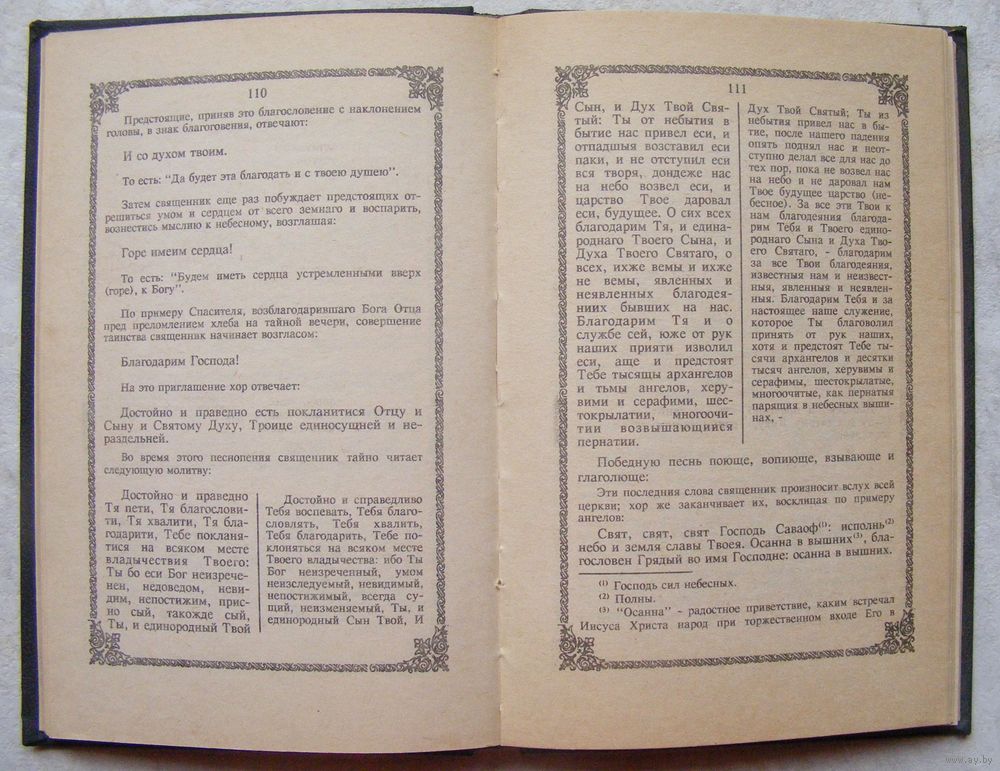 110
Предстоящие, приняв это благословение с наклонением
головы, в знак благоговения, отвечают:
И со духом твоим.
То есть: "Да будет эта благодать и с твоею душею".
Затем священник еще раз побуждает предстоящих от-
решиться умом и сердцем от всего земнаго и воспарить,
вознестись мыслию к небесному, возглашая:
Горе имеим сердца!
То есть: "Будем иметь сердца устремленными вверх
(горе), к Богу".
По примеру Спасителя, возблагодарившаго Бога Отца
пред преломлением хлеба на тайной вечери, совершение
таинства священник начинает возгласом:
Благодарим Господа!
На это приглашение хор отвечает:
Достойно и праведно есть покланитися Отцу и
Сыну и Святому Духу, Троице единосущней и не-
раздельней.
Во время этого песнопения священник тайно читает
следующую молитву:
Достойно и праведно
Тя пети, Тя благослови-
ти, Тя хвалити, Тя бла-
годарити, Тебе покланя-
тися на всяком месте
владычествия Твоего:
Ты бо еси Бог неизрече-
нен, недоведом, неви-
дим, непостижим, прис-
но сый, такожде сый,
Ты, и единородный Твой
Достойно и справедливо
Тебя воспевать, Тебя благо-
словлять, Тебя хвалить,
Тебя благодарить, Тебе по-
клоняться на всяком месте
Твоего владычества: ибо Ты
Бог неизреченный, умом
неизследуемый, невидимый,
непостижимый, всегда су-
щий, неизменяемый, Ты, и
единородный Сын Твой, И
111
Сын, и Дух Твой Свя-
тый: Ты от небытия в
бытие нас привел еси, и
отпадшыя возставил еси
паки, и не отступил еси
вся творя, дондеже нас
на небо возвел еси, и
царство Твое даровал
еси, будущее. О сих всех
благодарим Тя, и едина-
роднаго Твоего Сына, и
Духа Твоего Святаго, о
всех, ихже вемы и ихже
не вемы, явленных и
неявленных благодея-
ниих бывших на нас.
Благодарим Тя и о
службе сей, юже от рук
наших прияти изволил
еси, аще и предстоят
Тебе тысящы архангелов
и тьмы ангелов, херу-
вими и серафими, шес-
токрылатии, многоочи-
тии возвышающийся
пернатии.
Дух Твой Святый; Ты из
небытия привел нас в бы-
тие, после нашего падения
опять поднял нас и неот-
ступно делал все для нас до
тех пор, пока не возвел нас
на небо и не даровал нам
Твое будущее царство (не-
бесное). За все эти Твои к
нам благодеяния благода-
рим Тебя и Твоего едино-
роднаго Сына и Духа Тво-
его Святаго, - благодарим
за все Твои благодеяния,
известныя нам и неизвест-
ныя, явленныя и неявлен-
ныя. Благодарим Тебя и за
настоящее наше служение,
которое Ты благоволил
принять от рук наших,
хотя и предстоят Тебе ты-
сячи архангелов и десятки
тысяч ангелов, херувимы и
серафимы, шестокрылатые,
многоочитые, как пернатыя
парящия в небесных выши-
нах, -
Победную песнь поюще, вопиюще, взывающе и
глаголюще:
Эти последния слова священник произносит вслух всей
церкви; хор же заканчивает их, восклицая по примеру
ангелов:
Свят, свят, свят Господь Саваоф(1): исполнь(2)
небо и земля славы Твоея. Осанна в вышних(3), бла-
гословен Грядый во имя Господне: осанна в вышних.
(1) Господь сил небесных.
(2) Полны.
(3) "Осанна" - радостное приветствие, каким встречал
Иисуса Христа народ при торжественном входе Его в
www.ay.by